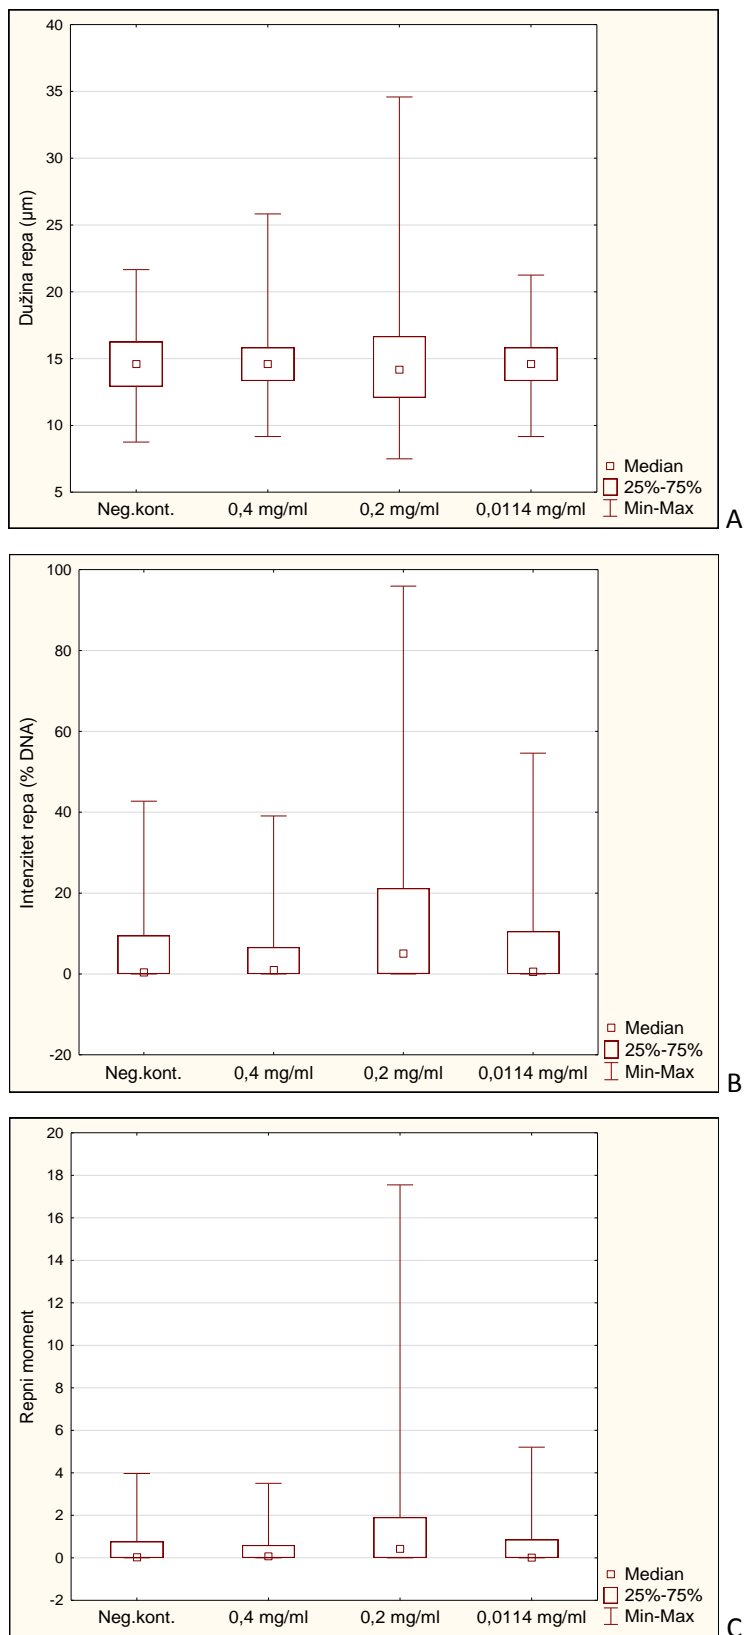 40
35
30
25
20
15
10
5
Dužina repa (µm)
Neg.kont. 0,4 mg/ml 0,2 mg/ml 0,0114 mg/ml
Median
25%-75%
Min-Max
A
100
80
60
40
20
0
-20
Intenzitet repa (% DNA)
Neg.kont. 0,4 mg/ml 0,2 mg/ml 0,0114 mg/ml
Median
25%-75%
Min-Max
B
20
18
16
14
12
10
8
6
4
2
0
-2
Repni moment
Neg.kont. 0,4 mg/ml 0,2 mg/ml 0,0114 mg/ml
Median
25%-75%
Min-Max
C